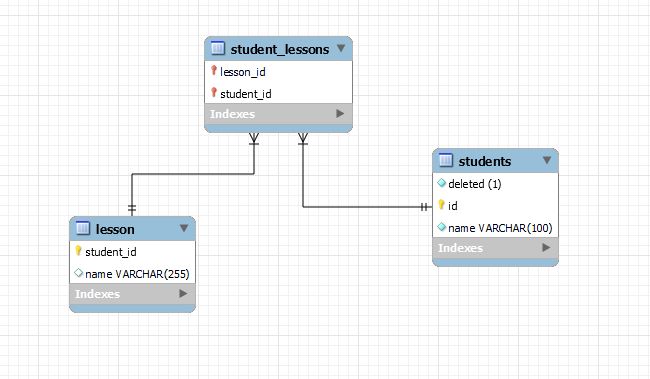 student_lessons
lesson_id
student_id
Indexes
students
deleted (1)
id
name VARCHAR(100)
Indexes
lesson
student_id
name VARCHAR(255)
Indexes